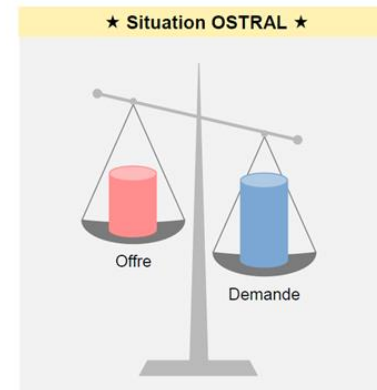 ★ Situation OSTRAL ★
Offre
Demande